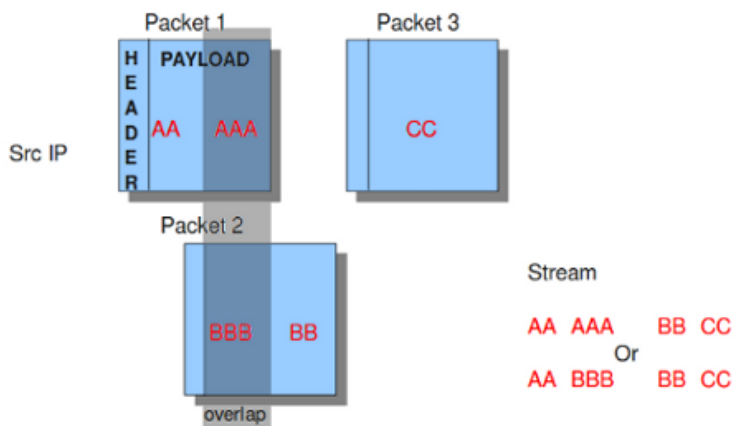 Packet 1
Packet 3
HEADER
PAYLOAD
AA AAA
CC
Src IP
Packet 2
BBB BB
overlap
Stream
AA AAA BB CC
Or
AA BBB BB CC